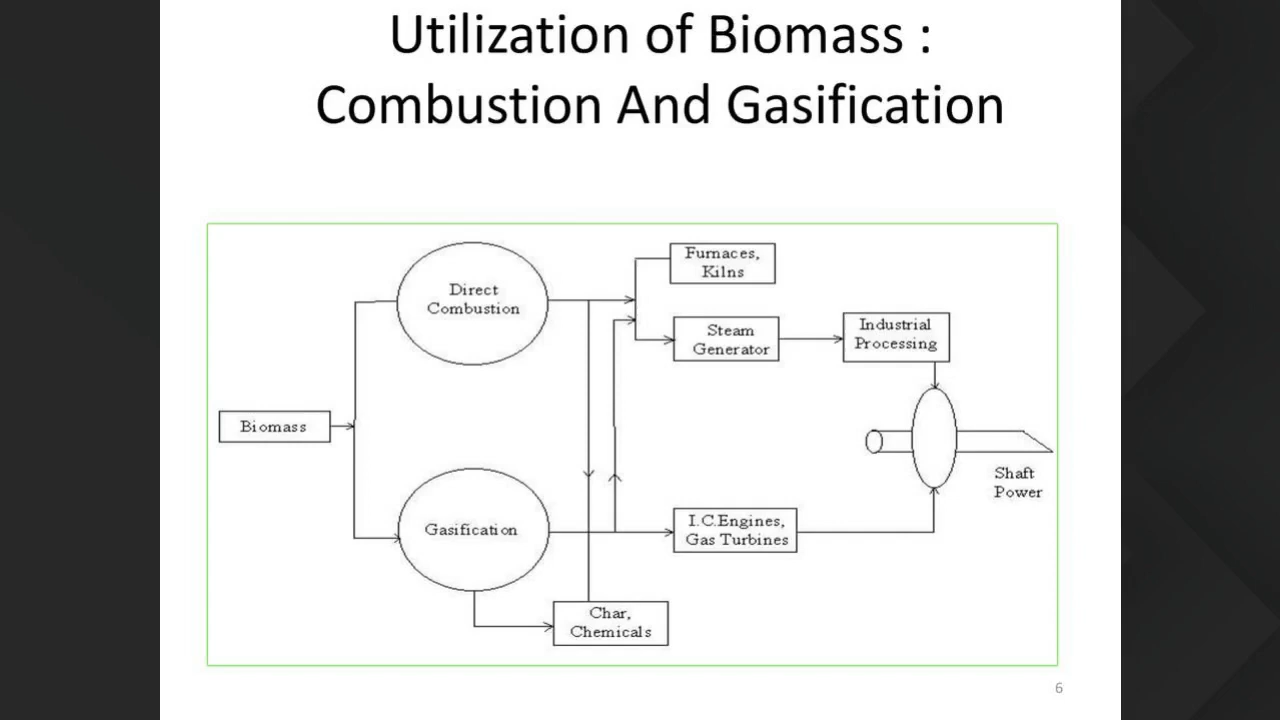 Utilization of Biomass :
Combustion And Gasification
Furnaces,
Kilns
Direct
Combustion
Steam
Generator
Industrial
Processing
Biomass
Shaft
Power
Gasification
I.C.Engines,
Gas Turbines
Char,
Chemicals
6